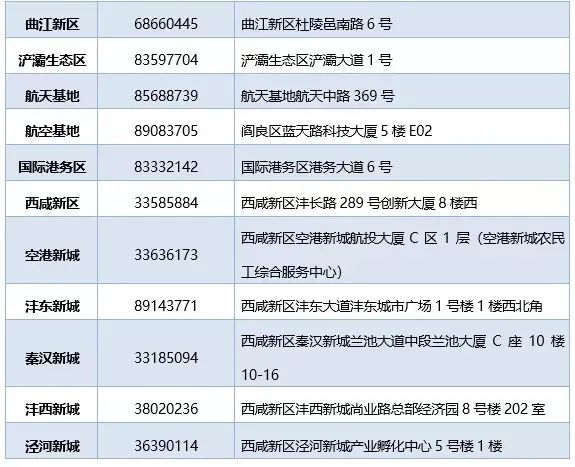 曲江新区 68660445 曲江新区杜陵邑南路 6 号
浐灞生态区 83597704 浐灞生态区浐灞大道 1 号
航天基地 85688739 航天基地航天中路 369 号
航空基地 89083705 阎良区蓝天路科技大厦 5 楼 E02
国际港务区 83332142 国际港务区港务大道 6 号
西咸新区 33585884 西咸新区沣长路 289 号创新大厦 8 楼西
空港新城 33636173 西咸新区空港新城航投大厦 C 区 1 层（空港新城农民
工综合服务中心）
沣东新城 89143771 西咸新区沣东大道沣东城市广场 1 号楼 1 楼西北角
秦汉新城 33185094 西咸新区秦汉新城兰池大道中段兰池大厦 C 座 10 楼
10-16
沣西新城 38020236 西咸新区沣西新城尚业路总部经济园 8 号楼 202 室
泾河新城 36390114 西咸新区泾河新城产业孵化中心 5 号楼 1 楼